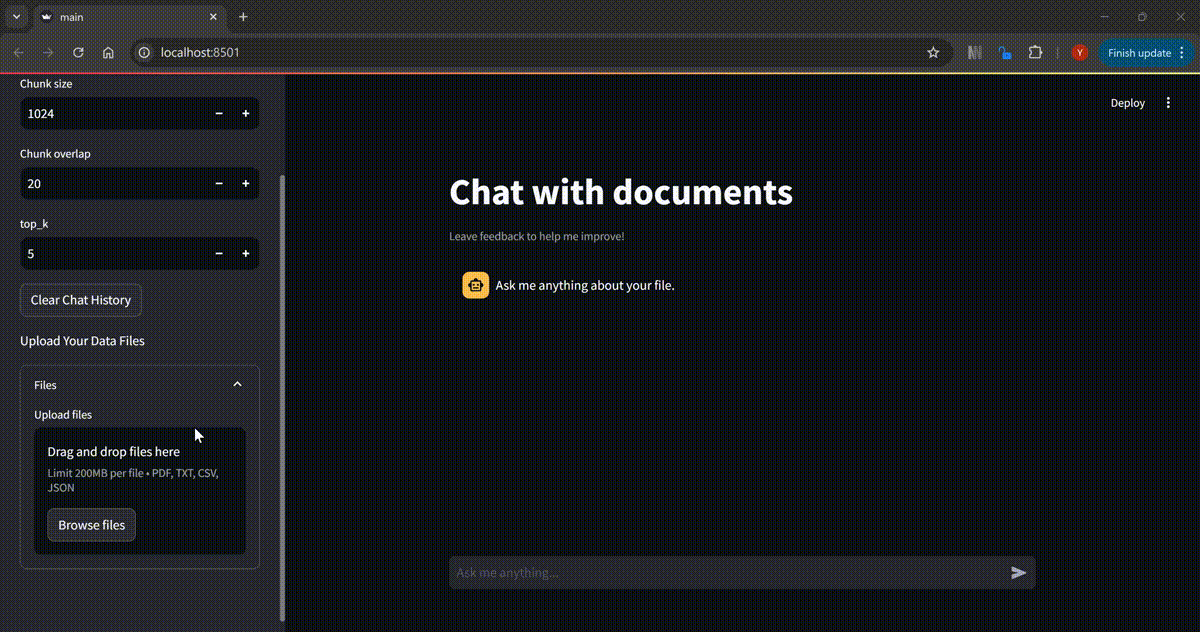 main
localhost:8501
Y
Finish update
Chunk size
1024
Chunk overlap
20
top_k
5
Clear Chat History
Upload Your Data Files
Files
Upload files
Drag and drop files here
Limit 200MB per file • PDF, TXT, CSV,
JSON
Browse files
Deploy
Chat with documents
Leave feedback to help me improve!
Ask me anything about your file.
Ask me anything...